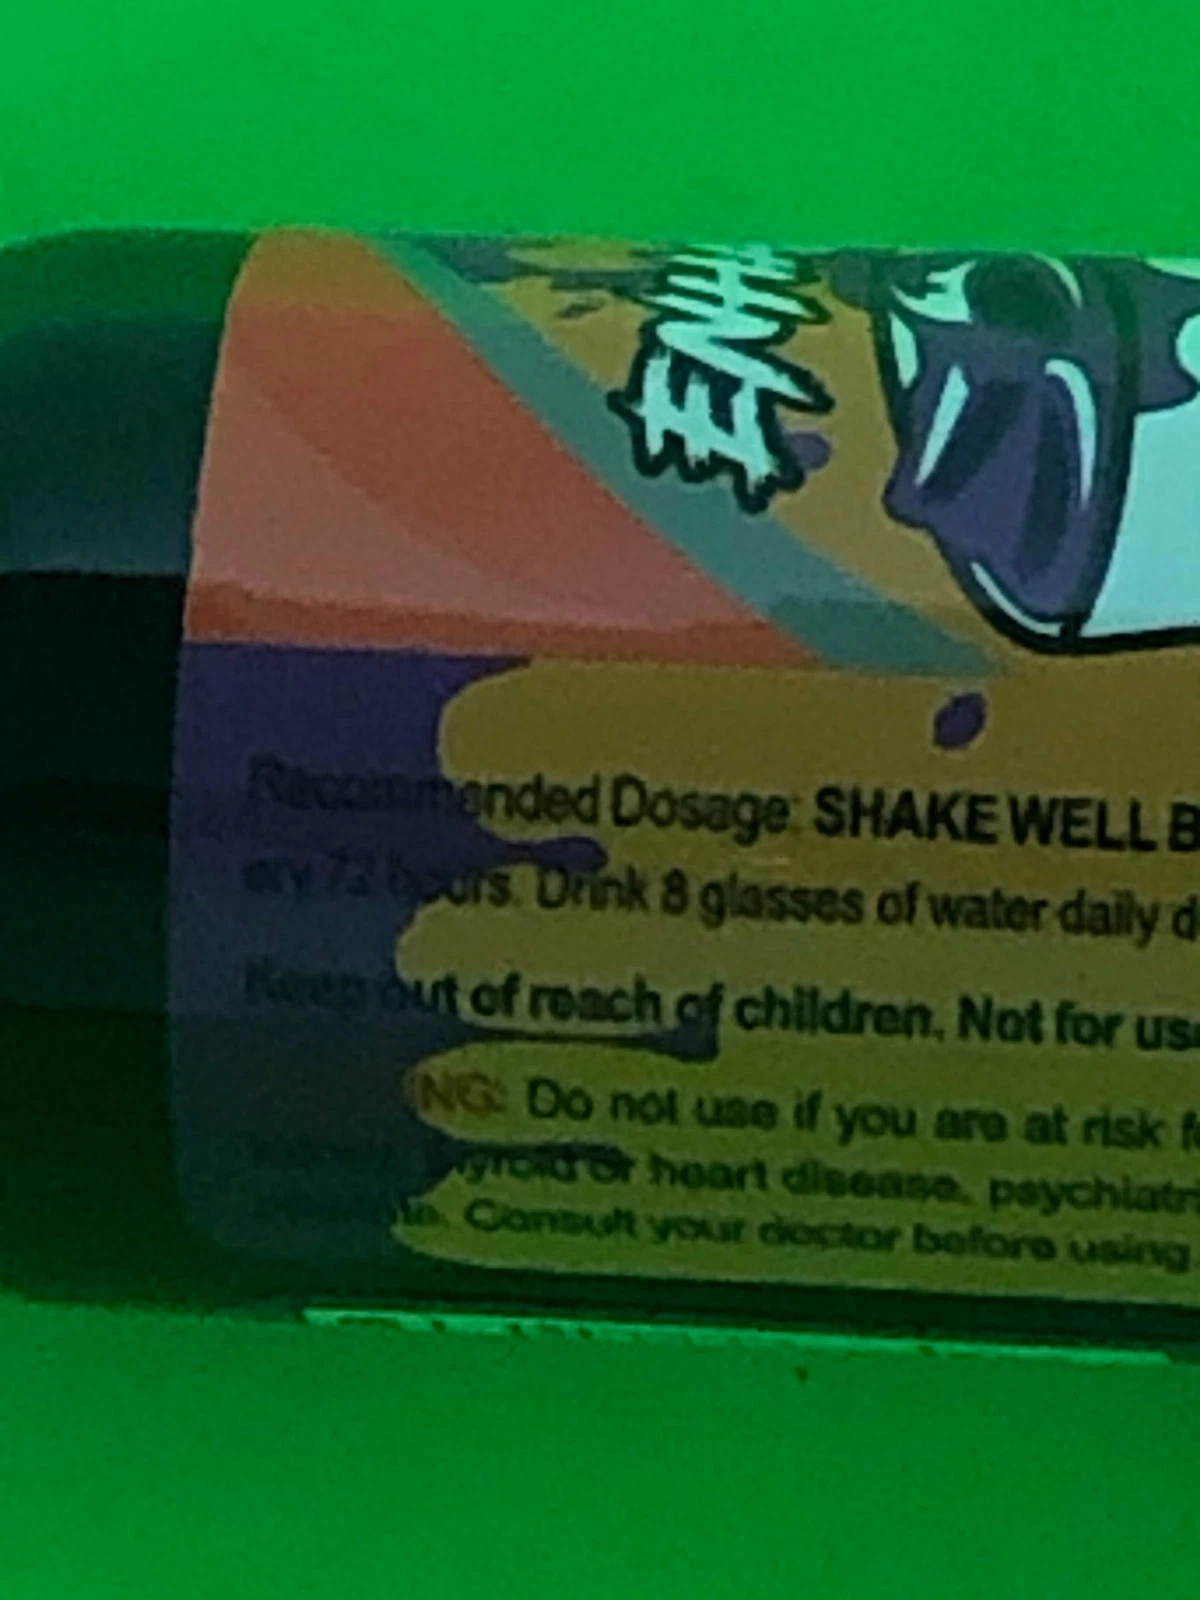 Recommended Dosage: SHAKE WELL B
ery 72 hours. Drink 8 glasses of water daily d
Keep out of reach of children. Not for us
NG: Do not use if you are at risk f
hyroid or heart disease, psychiatr
Consult your doctor before using